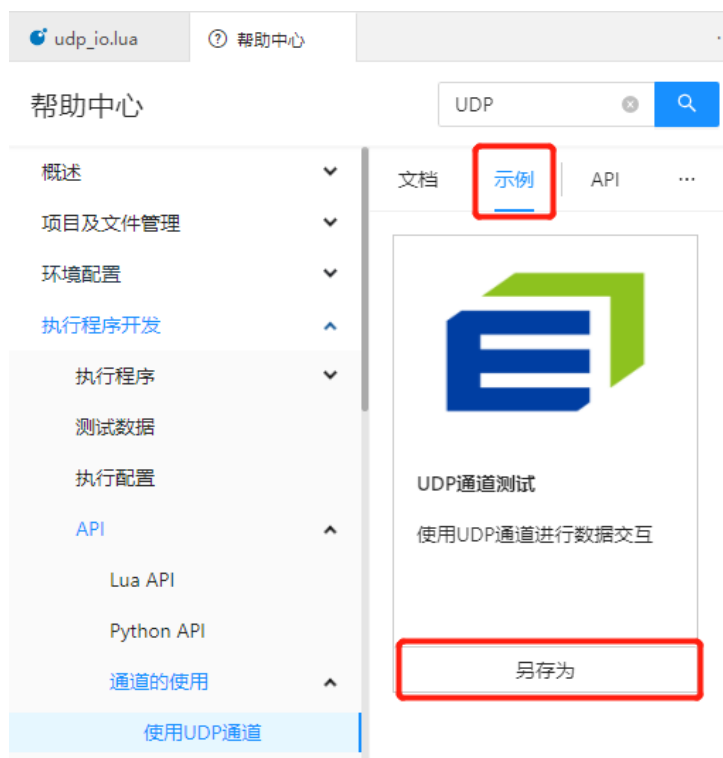 udp_io.lua
帮助中心
帮助中心
UDP
概述
项目及文件管理
环境配置
执行程序开发
执行程序
测试数据
执行配置
API
Lua API
Python API
通道的使用
使用UDP通道
文档 示例 API ...
UDP通道测试
使用UDP通道进行数据交互
另存为